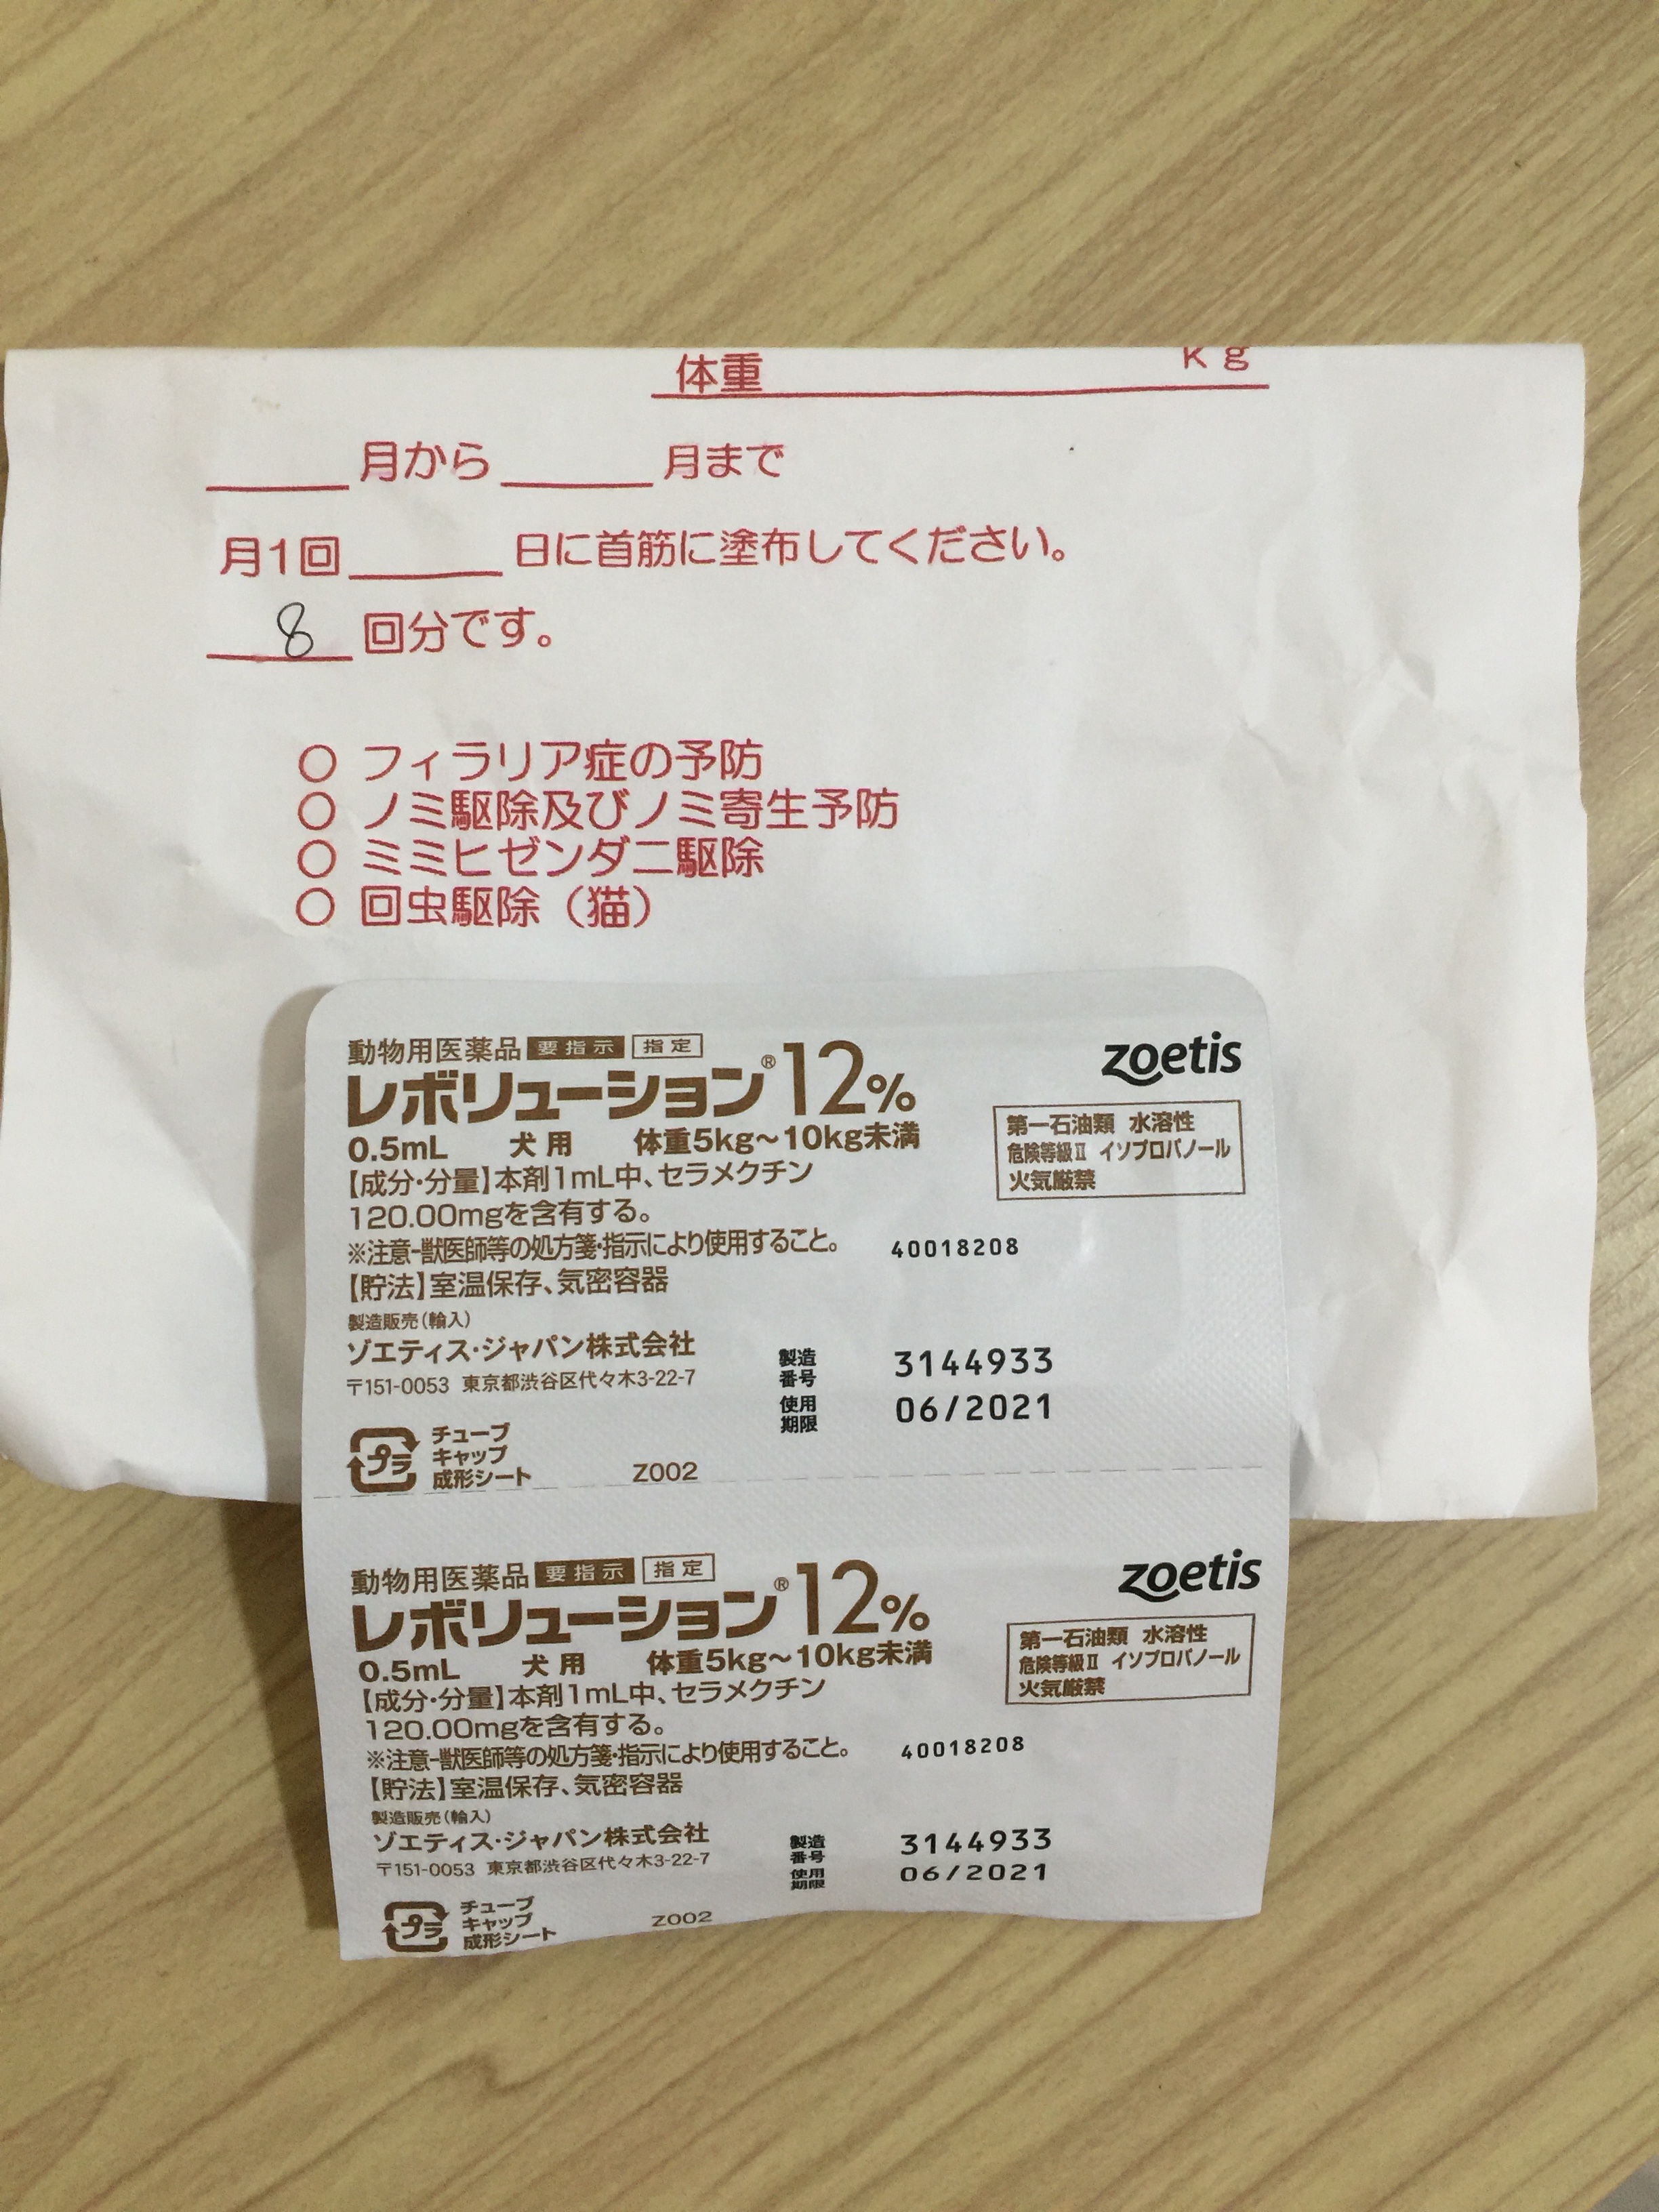 体重 kg
月から 月まで
月1回 日に首筋に塗布してください。
8 回分です。
○ フィラリア症の予防
○ ノミ駆除及びノミ寄生予防
○ ミミヒゼンダニ駆除
○ 回虫駆除(猫)
動物用医薬品 要指示 指定
レボリューション®12%
zoetis
0.5mL 犬用 体重5kg~10kg未満
第一石油類 水溶性
危険等級Ⅱ イソプロパノール
火気厳禁
【成分・分量】本剤1mL中、セラメクチン
120.00mgを含有する。
※注意-獣医師等の処方箋・指示により使用すること。
40018208
【貯法】室温保存、気密容器
製造販売(輸入)
ゾエティス・ジャパン株式会社
〒151-0053 東京都渋谷区代々木3-22-7
製造番号 3144933
使用期限 06/2021
プラ
チューブ
キャップ
成形シート
Z002
動物用医薬品 要指示 指定
レボリューション®12%
zoetis
0.5mL 犬用 体重5kg~10kg未満
第一石油類 水溶性
危険等級Ⅱ イソプロパノール
火気厳禁
【成分・分量】本剤1mL中、セラメクチン
120.00mgを含有する。
※注意-獣医師等の処方箋・指示により使用すること。
40018208
【貯法】室温保存、気密容器
製造販売(輸入)
ゾエティス・ジャパン株式会社
〒151-0053 東京都渋谷区代々木3-22-7
製造番号 3144933
使用期限 06/2021
プラ
チューブ
キャップ
成形シート
Z002